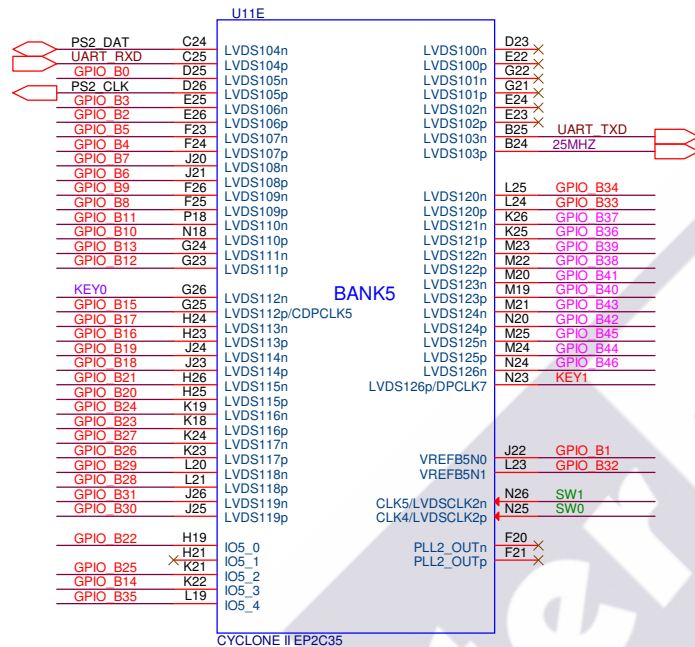 U11E
PS2_DAT C24 LVDS104n LVDS100n D23
UART_RXD C25 LVDS104p LVDS100p E22
GPIO_B0 D25 LVDS105n LVDS101n G22
PS2_CLK D26 LVDS105p LVDS101p G21
GPIO_B3 E25 LVDS106n LVDS102n E24
GPIO_B2 E26 LVDS106p LVDS102p E23
GPIO_B5 F23 LVDS107n LVDS103n B25 UART_TXD
GPIO_B4 F24 LVDS107p LVDS103p B24 25MHZ
GPIO_B7 J20 LVDS108n
GPIO_B6 J21 LVDS108p
GPIO_B9 F26 LVDS109n LVDS120n L25 GPIO_B34
GPIO_B8 F25 LVDS109p LVDS120p L24 GPIO_B33
GPIO_B11 P18 LVDS110n LVDS121n K26 GPIO_B37
GPIO_B10 N18 LVDS110p LVDS121p K25 GPIO_B36
GPIO_B13 G24 LVDS111n LVDS122n M23 GPIO_B39
GPIO_B12 G23 LVDS111p LVDS122p M22 GPIO_B38
LVDS123n M20 GPIO_B41
KEY0 G26 LVDS112n BANK5 LVDS123p M19 GPIO_B40
GPIO_B15 G25 LVDS112p/CDPCLK5 LVDS124n M21 GPIO_B43
GPIO_B17 H24 LVDS113n LVDS124p N20 GPIO_B42
GPIO_B16 H23 LVDS113p LVDS125n M25 GPIO_B45
GPIO_B19 J24 LVDS114n LVDS125p M24 GPIO_B44
GPIO_B18 J23 LVDS114p LVDS126n N24 GPIO_B46
GPIO_B21 H26 LVDS115n LVDS126p/DPCLK7 N23 KEY1
GPIO_B20 H25 LVDS115p
GPIO_B24 K19 LVDS116n
GPIO_B23 K18 LVDS116p
GPIO_B27 K24 LVDS117n
GPIO_B26 K23 LVDS117p VREFB5N0 J22 GPIO_B1
GPIO_B29 L20 LVDS118n VREFB5N1 L23 GPIO_B32
GPIO_B28 L21 LVDS118p
GPIO_B31 J26 LVDS119n CLK5/LVDSCLK2n N26 SW1
GPIO_B30 J25 LVDS119p CLK4/LVDSCLK2p N25 SW0
GPIO_B22 H19 IO5_0 PLL2_OUTn F20
H21 IO5_1 PLL2_OUTp F21
GPIO_B25 K21 IO5_2
GPIO_B14 K22 IO5_3
GPIO_B35 L19 IO5_4
CYCLONE II EP2C35